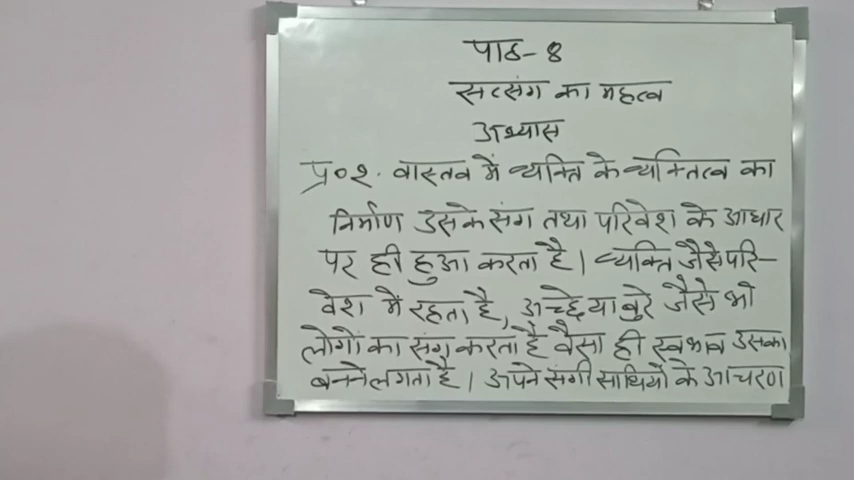 पाठ-8
सत्संग का महत्व
अभ्यास
प्र०२. वास्तव में व्यक्ति के व्यक्तित्व का
निर्माण उसके संग तथा परिवेश के आधार
पर ही हुआ करता है। व्यक्ति जैसे परि-
वेश में रहता है, अच्छे या बुरे जैसे भी
लोगों का संग करता है वैसा ही स्वभाव उसका
बनने लगता है। अपने संगी साथियों के आचरण